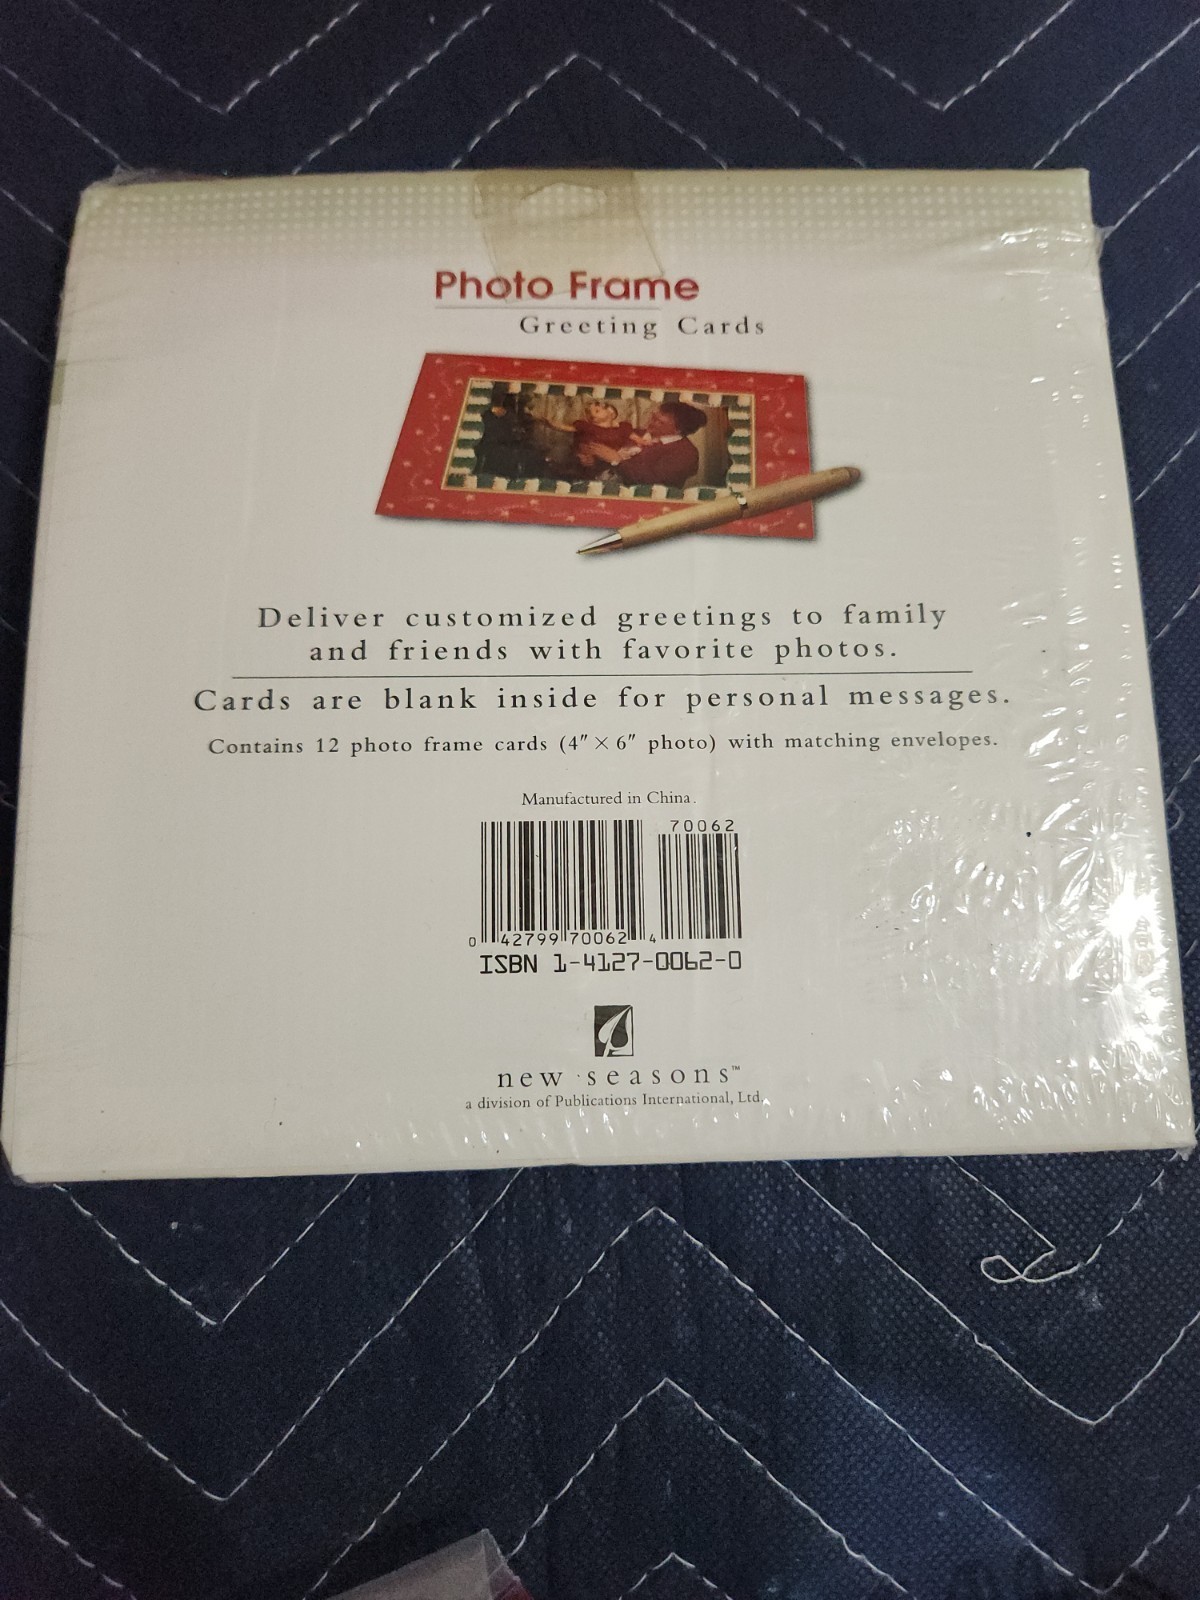 Photo Frame
Greeting Cards
Deliver customized greetings to family
and friends with favorite photos.
Cards are blank inside for personal messages.
Contains 12 photo frame cards (4″ × 6″ photo) with matching envelopes.
Manufactured in China.
70062
0 42799 70062 4
ISBN 1-4127-0062-0
new seasons™
a division of Publications International, Ltd.